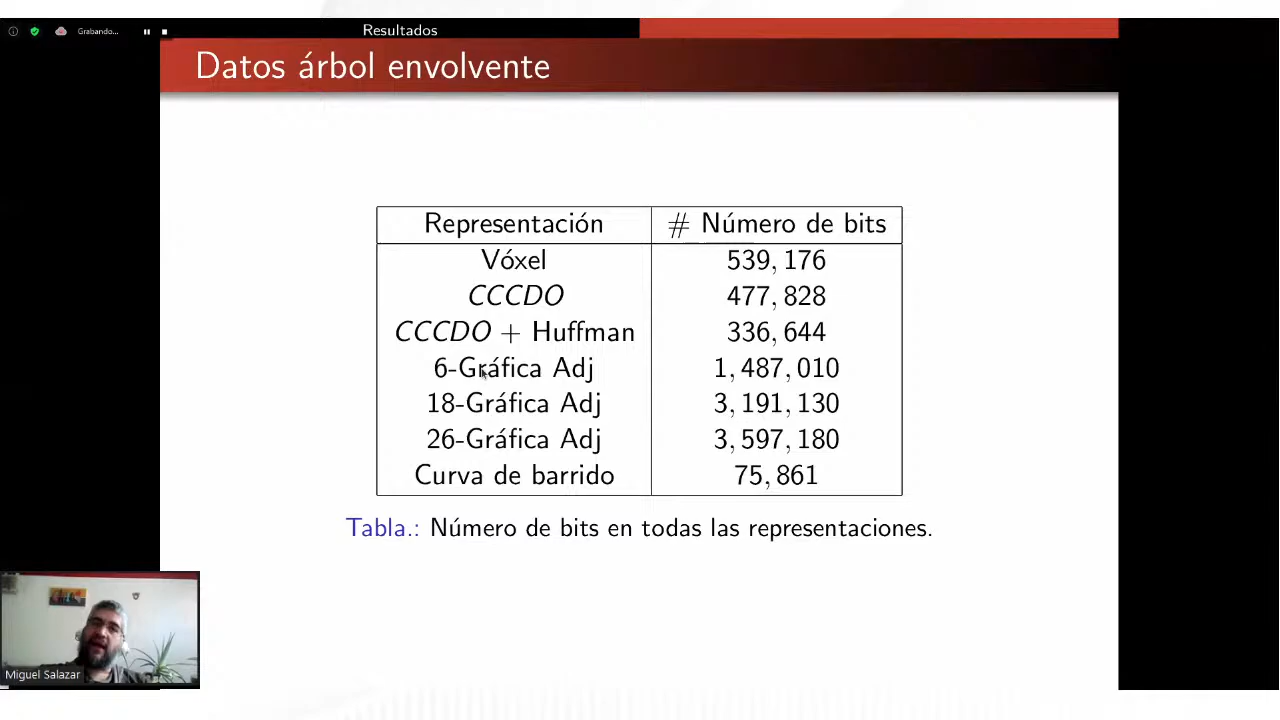 Grabando...
Resultados
Datos árbol envolvente
Representación # Número de bits
Vóxel 539, 176
CCCDO 477, 828
CCCDO + Huffman 336, 644
6-Gráfica Adj 1, 487, 010
18-Gráfica Adj 3, 191, 130
26-Gráfica Adj 3, 597, 180
Curva de barrido 75, 861
Tabla.: Número de bits en todas las representaciones.
Miguel Salazar